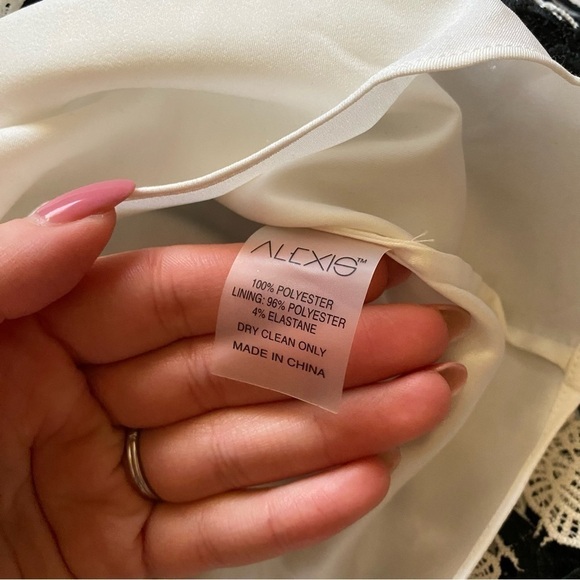 ALEXIS™
100% POLYESTER
LINING: 96% POLYESTER
4% ELASTANE
DRY CLEAN ONLY
MADE IN CHINA